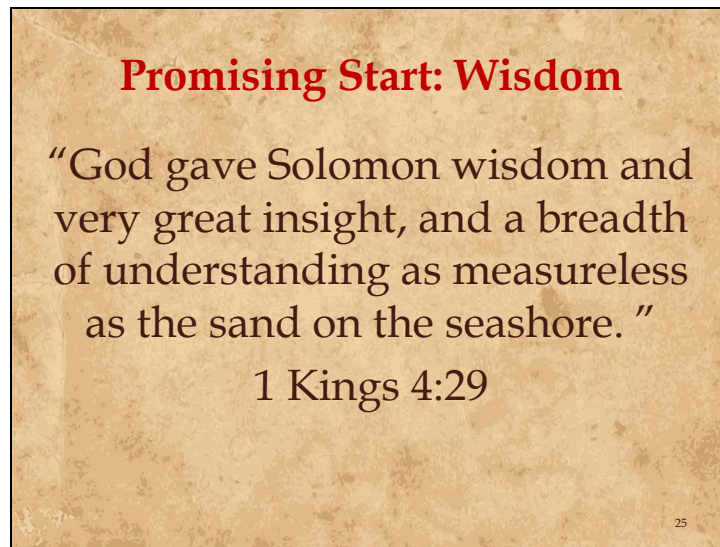 Promising Start: Wisdom
“God gave Solomon wisdom and
very great insight, and a breadth
of understanding as measureless
as the sand on the seashore. ”
1 Kings 4:29
25